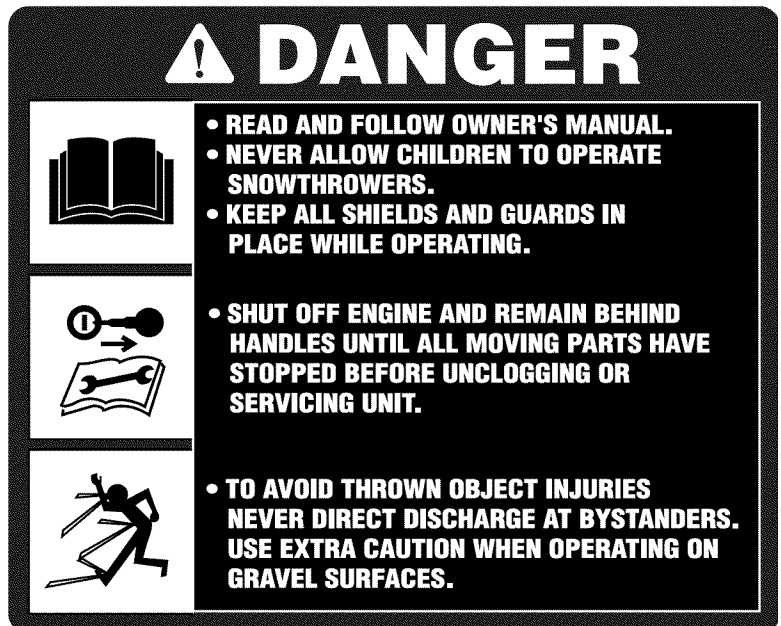 DANGER
• READ AND FOLLOW OWNER'S MANUAL.
• NEVER ALLOW CHILDREN TO OPERATE
SNOWTHROWERS.
• KEEP ALL SHIELDS AND GUARDS IN
PLACE WHILE OPERATING.
• SHUT OFF ENGINE AND REMAIN BEHIND
HANDLES UNTIL ALL MOVING PARTS HAVE
STOPPED BEFORE UNCLOGGING OR
SERVICING UNIT.
• TO AVOID THROWN OBJECT INJURIES
NEVER DIRECT DISCHARGE AT BYSTANDERS.
USE EXTRA CAUTION WHEN OPERATING ON
GRAVEL SURFACES.